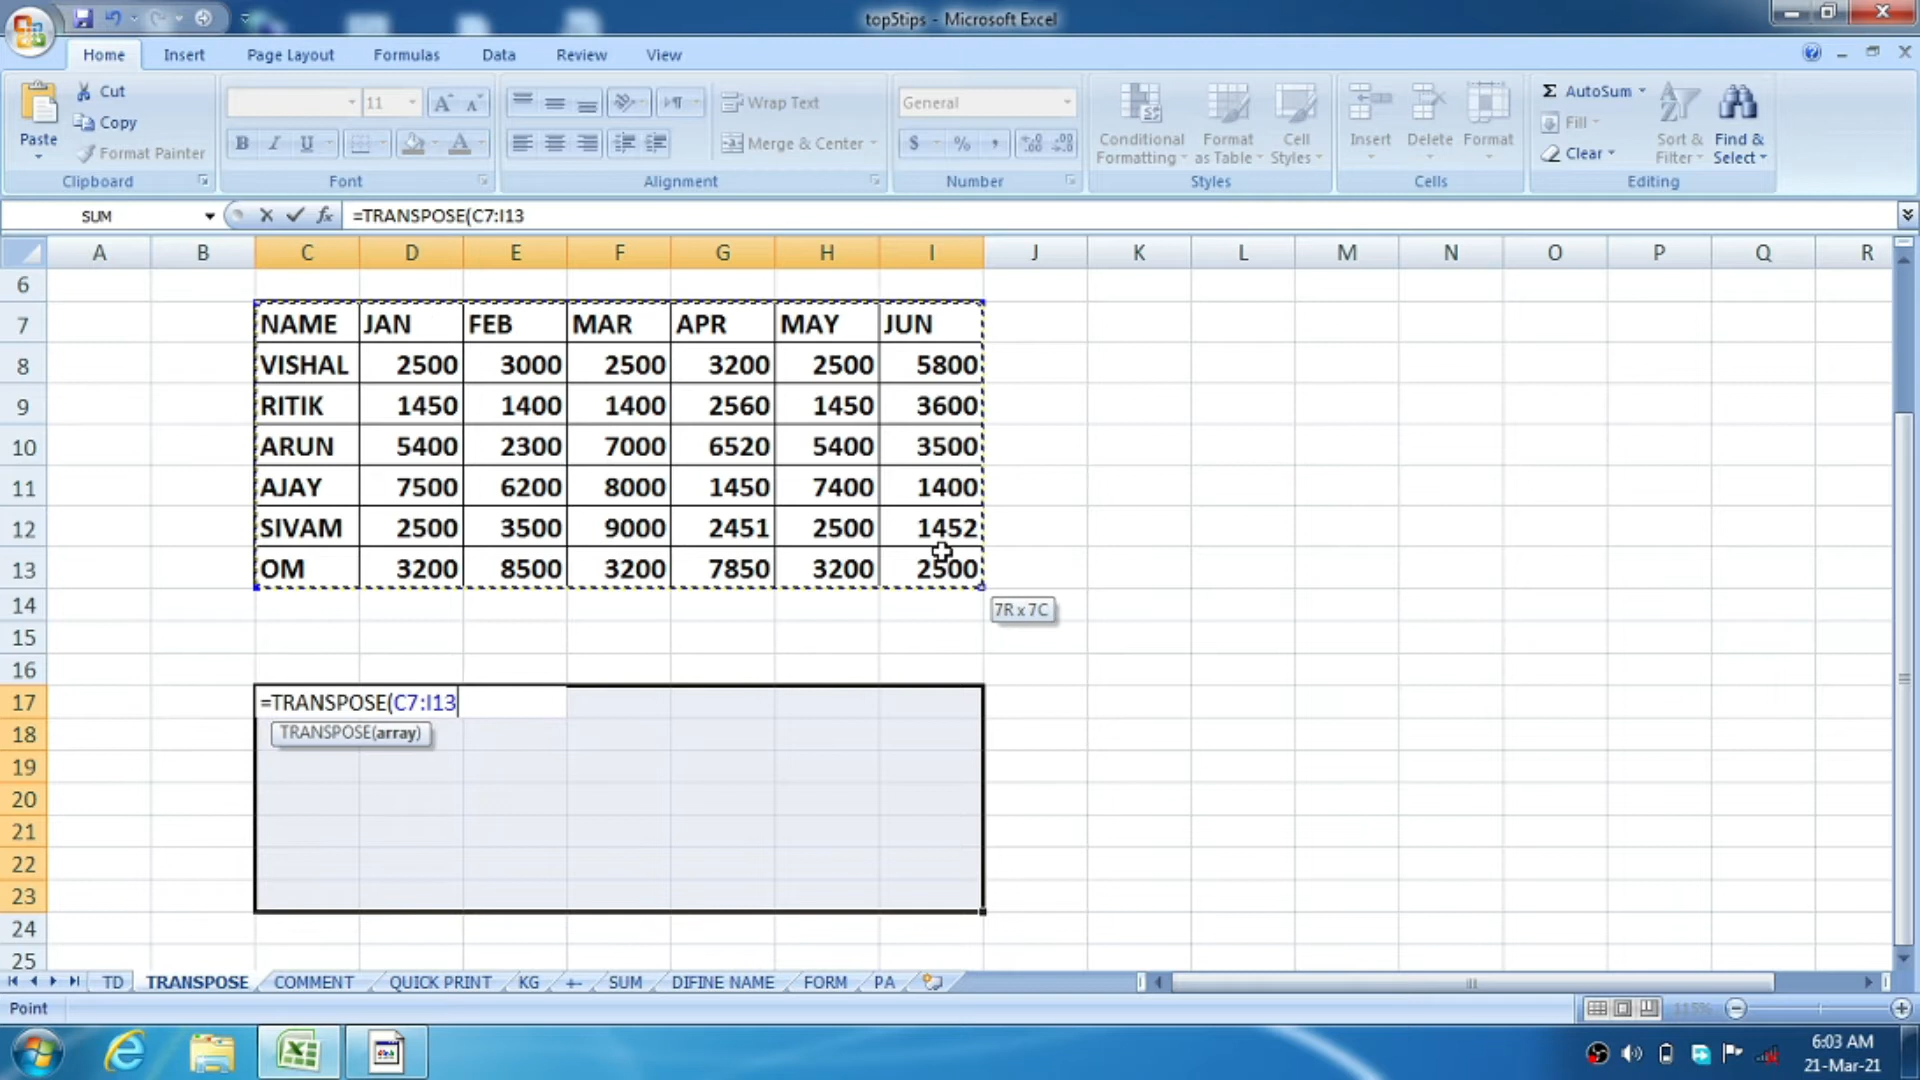 top5tips - Microsoft Excel
Home Insert Page Layout Formulas Data Review View
Paste
Cut
Copy
Format Painter
Clipboard
11
Font
Wrap Text
Merge & Center
Alignment
General
$ % ,
Number
Conditional Formatting
Format as Table
Cell Styles
Styles
Insert Delete Format
Cells
Σ AutoSum
Fill
Clear
Sort & Filter
Find & Select
Editing
SUM fx =TRANSPOSE(C7:I13
A B C D E F G H I J K L M N O P Q R
6
7 NAME JAN FEB MAR APR MAY JUN
8 VISHAL 2500 3000 2500 3200 2500 5800
9 RITIK 1450 1400 1400 2560 1450 3600
10 ARUN 5400 2300 7000 6520 5400 3500
11 AJAY 7500 6200 8000 1450 7400 1400
12 SIVAM 2500 3500 9000 2451 2500 1452
13 OM 3200 8500 3200 7850 3200 2500
14 7R x 7C
15
16
17 =TRANSPOSE(C7:I13
18 TRANSPOSE(array)
19
20
21
22
23
24
25
TD TRANSPOSE COMMENT QUICK PRINT KG +- SUM DIFINE NAME FORM PA
Point 115%
6:03 AM
21-Mar-21